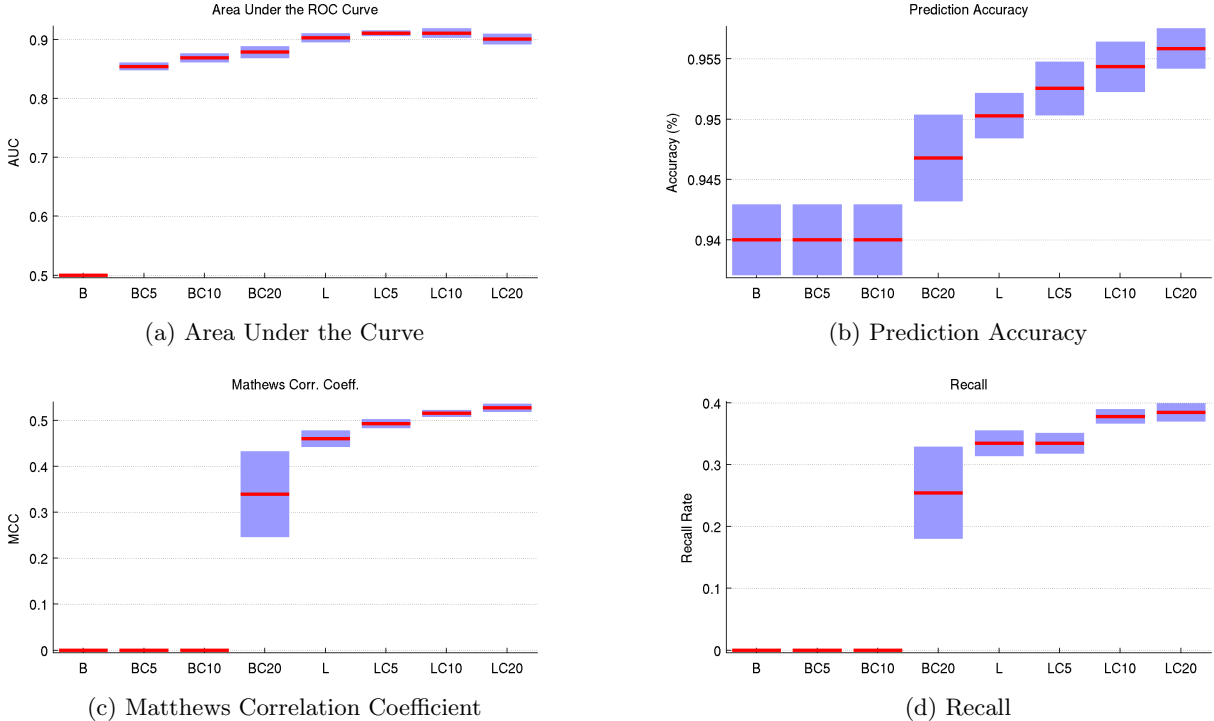 Area Under the ROC Curve
0.9
0.8
0.7
0.6
0.5
AUC
B BC5 BC10 BC20 L LC5 LC10 LC20
(a) Area Under the Curve
Prediction Accuracy
0.955
0.95
0.945
0.94
Accuracy (%)
B BC5 BC10 BC20 L LC5 LC10 LC20
(b) Prediction Accuracy
Mathews Corr. Coeff.
0.5
0.4
0.3
0.2
0.1
0
MCC
B BC5 BC10 BC20 L LC5 LC10 LC20
(c) Matthews Correlation Coefficient
Recall
0.4
0.3
0.2
0.1
0
Recall Rate
B BC5 BC10 BC20 L LC5 LC10 LC20
(d) Recall